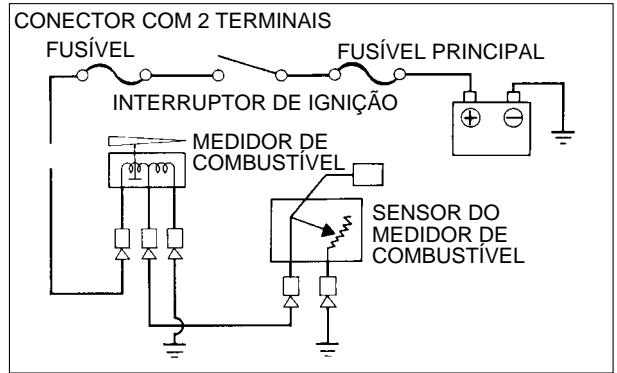 CONECTOR COM 2 TERMINAIS
FUSÍVEL
FUSÍVEL PRINCIPAL
INTERRUPTOR DE IGNIÇÃO
MEDIDOR DE
COMBUSTÍVEL
SENSOR DO
MEDIDOR DE
COMBUSTÍVEL